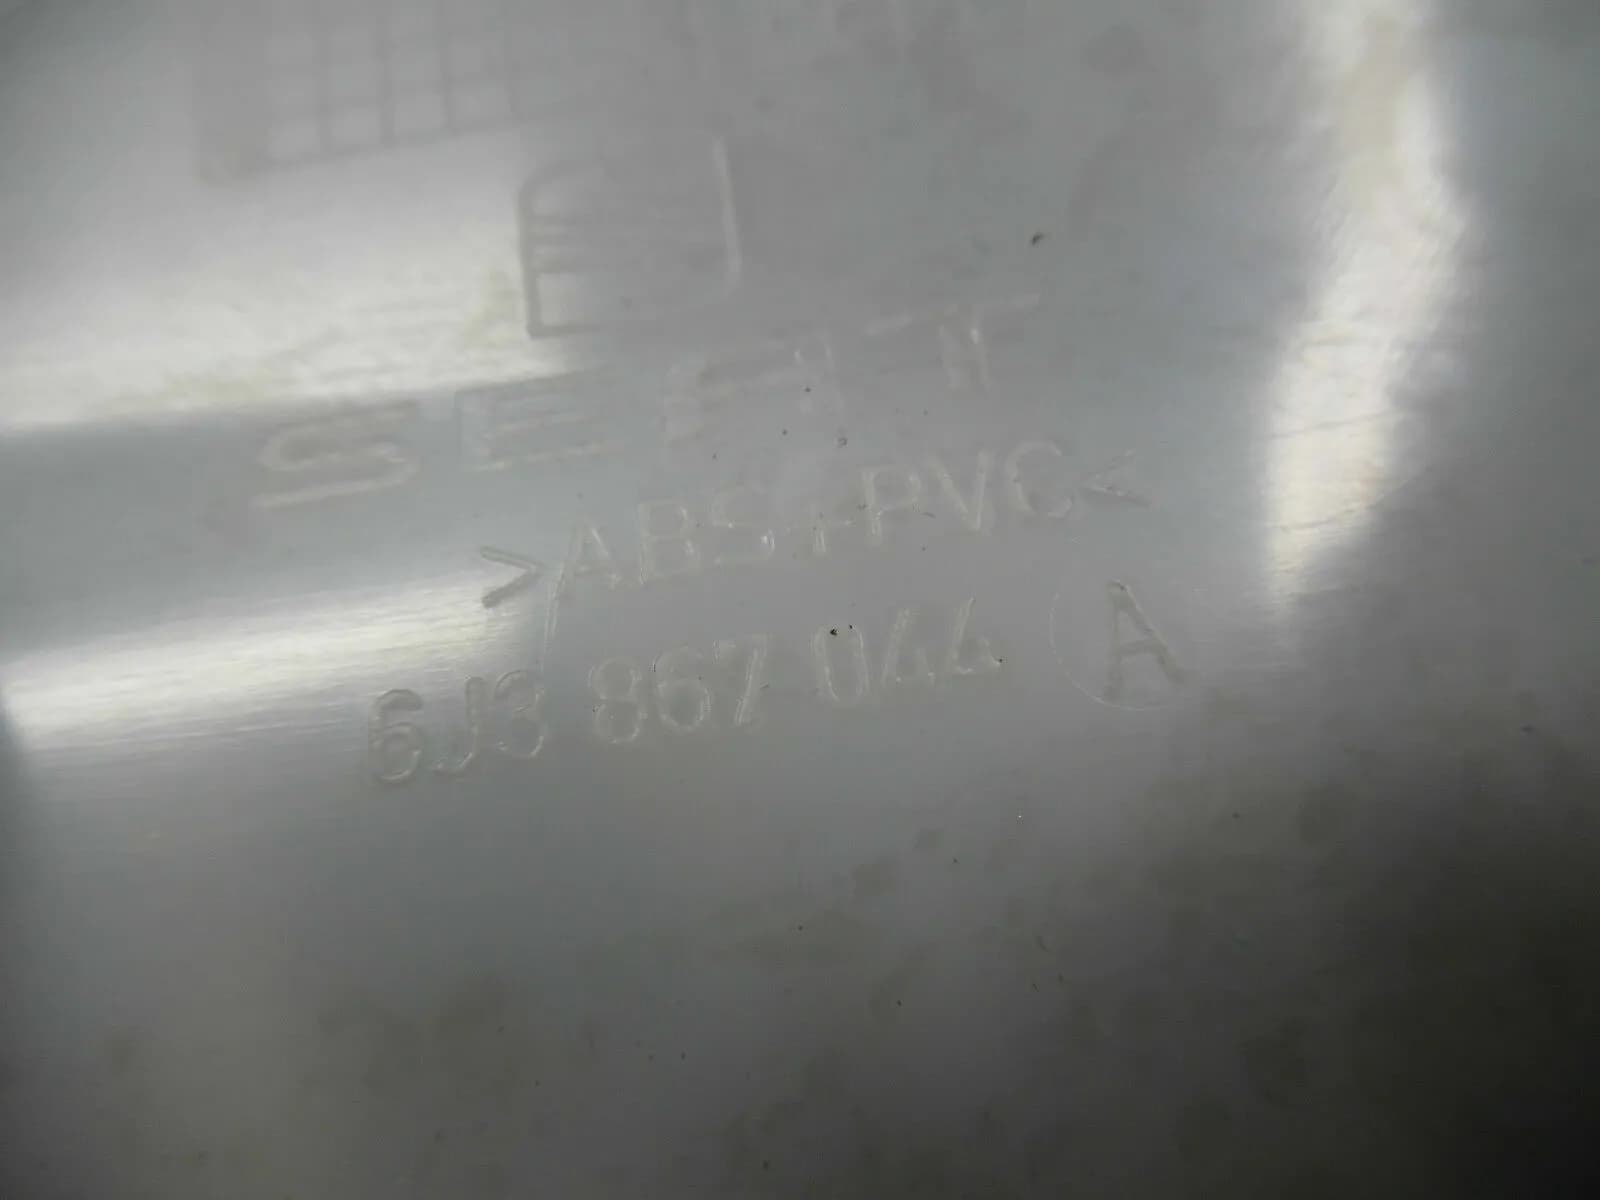 SEAT
>ABS+PVC<
6J3 867 044 A